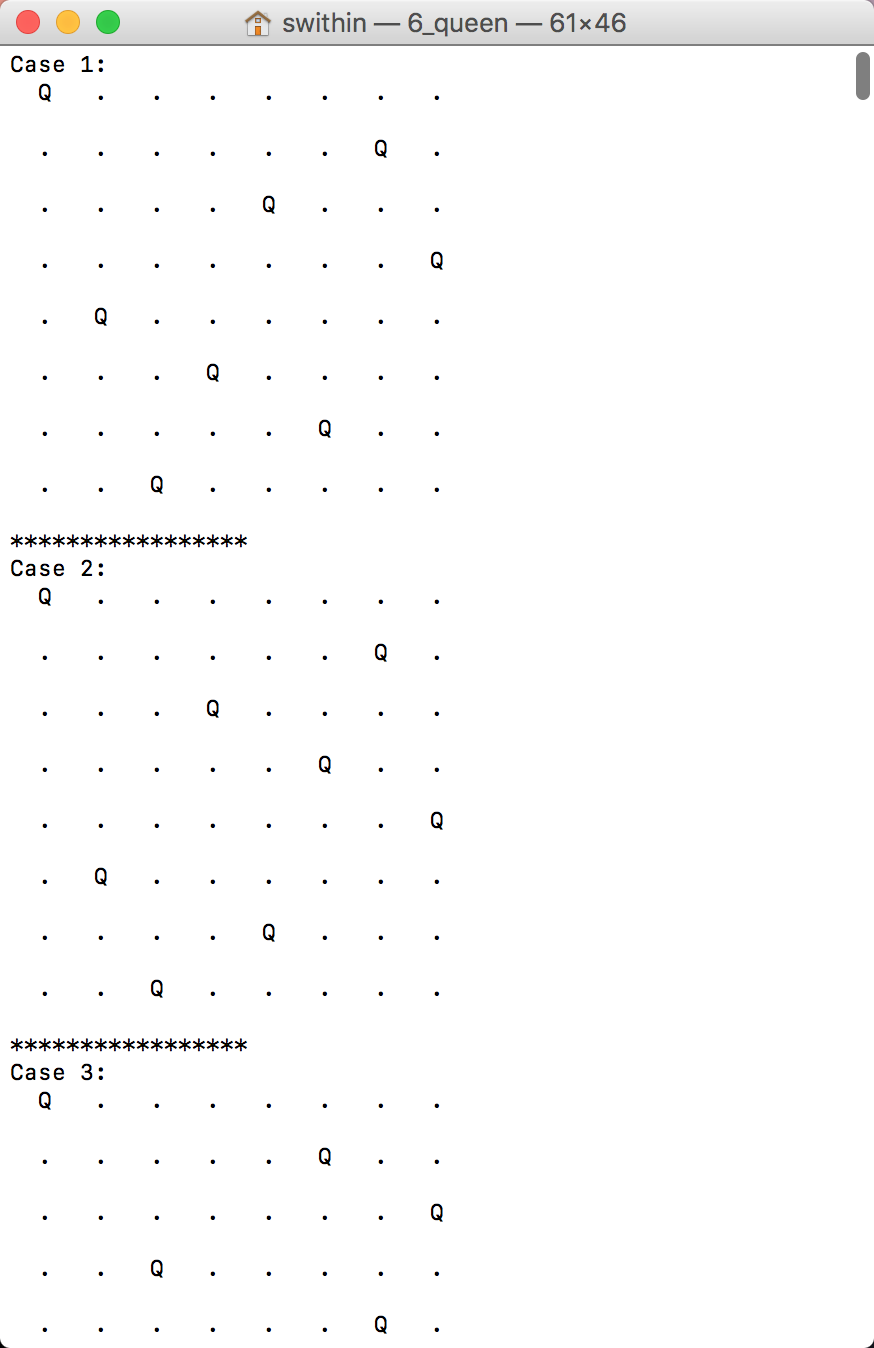 swithin — 6_queen — 61×46
Case 1:
  Q   .   .   .   .   .   .   .
  .   .   .   .   .   .   Q   .
  .   .   .   .   Q   .   .   .
  .   .   .   .   .   .   .   Q
  .   Q   .   .   .   .   .   .
  .   .   .   Q   .   .   .   .
  .   .   .   .   .   Q   .   .
  .   .   Q   .   .   .   .   .
*****************
Case 2:
  Q   .   .   .   .   .   .   .
  .   .   .   .   .   .   Q   .
  .   .   .   Q   .   .   .   .
  .   .   .   .   .   Q   .   .
  .   .   .   .   .   .   .   Q
  .   Q   .   .   .   .   .   .
  .   .   .   .   Q   .   .   .
  .   .   Q   .   .   .   .   .
*****************
Case 3:
  Q   .   .   .   .   .   .   .
  .   .   .   .   .   Q   .   .
  .   .   .   .   .   .   .   Q
  .   .   Q   .   .   .   .   .
  .   .   .   .   .   .   Q   .